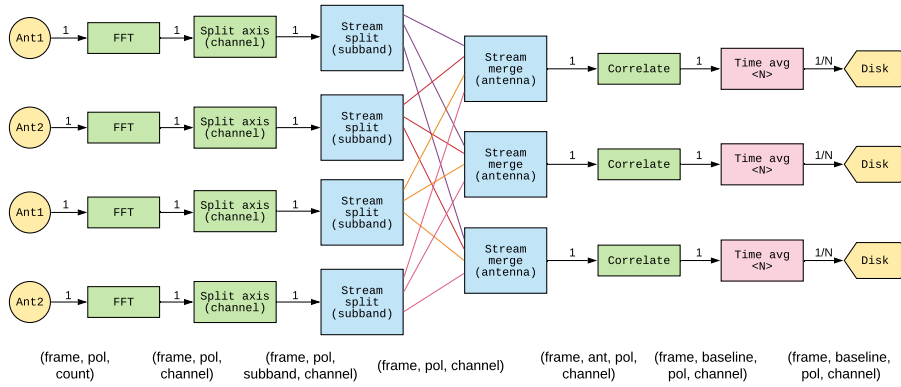 Ant1
1
FFT
1
Split axis
(channel)
1
Stream
split
(subband)
Ant2
1
FFT
1
Split axis
(channel)
1
Stream
split
(subband)
Ant1
1
FFT
1
Split axis
(channel)
1
Stream
split
(subband)
Ant2
1
FFT
1
Split axis
(channel)
1
Stream
split
(subband)
Stream
merge
(antenna)
1
Correlate
1
Time avg
<N>
1/N
Disk
Stream
merge
(antenna)
1
Correlate
1
Time avg
<N>
1/N
Disk
Stream
merge
(antenna)
1
Correlate
1
Time avg
<N>
1/N
Disk
(frame, pol,
count)
(frame, pol,
channel)
(frame, pol,
subband, channel)
(frame, pol, channel)
(frame, ant, pol,
channel)
(frame, baseline,
pol, channel)
(frame, baseline,
pol, channel)